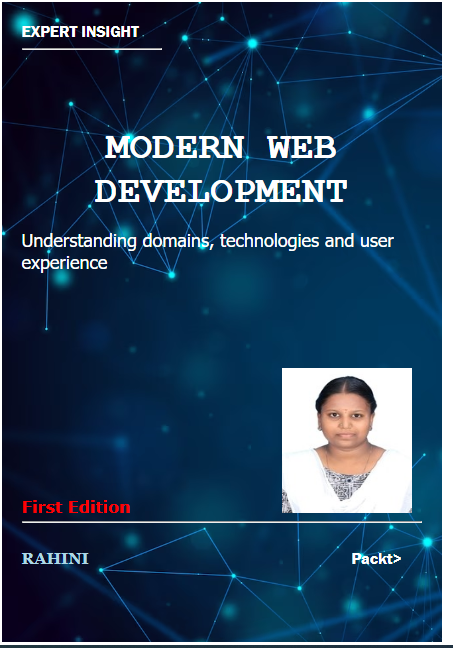 EXPERT INSIGHT
MODERN WEB
DEVELOPMENT
Understanding domains, technologies and user
experience
First Edition
RAHINI
Packt>